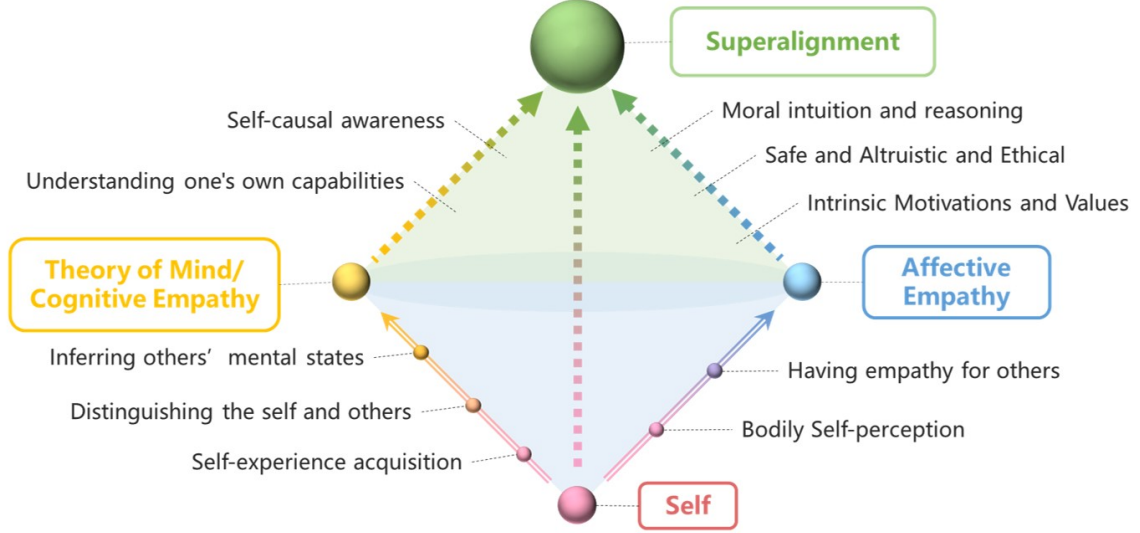 Superalignment
Self-causal awareness
Moral intuition and reasoning
Understanding one's own capabilities
Safe and Altruistic and Ethical
Intrinsic Motivations and Values
Theory of Mind/
Cognitive Empathy
Affective
Empathy
Inferring others’ mental states
Having empathy for others
Distinguishing the self and others
Bodily Self-perception
Self-experience acquisition
Self